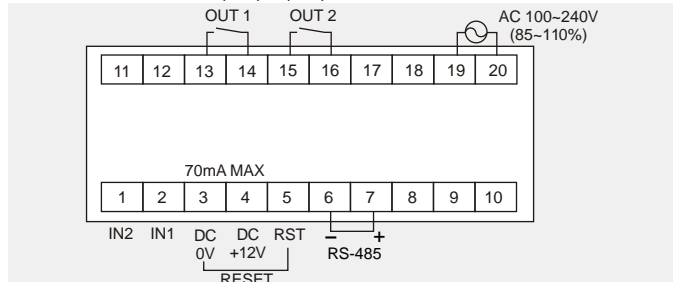 OUT 1 OUT 2 AC 100~240V
(85~110%)
11 12 13 14 15 16 17 18 19 20
70mA MAX
1 2 3 4 5 6 7 8 9 10
IN2 IN1 DC DC RST − +
0V +12V RS-485
RESET